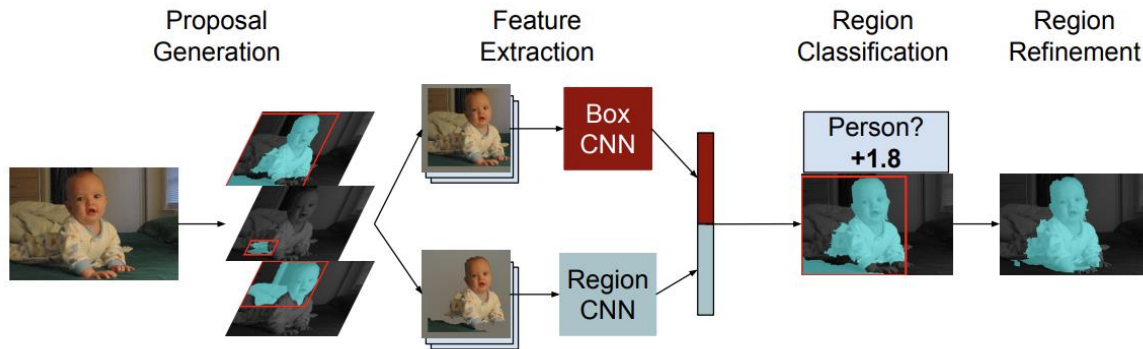 Proposal
Generation
Feature
Extraction
Region
Classification
Region
Refinement
Box
CNN
Person?
+1.8
Region
CNN